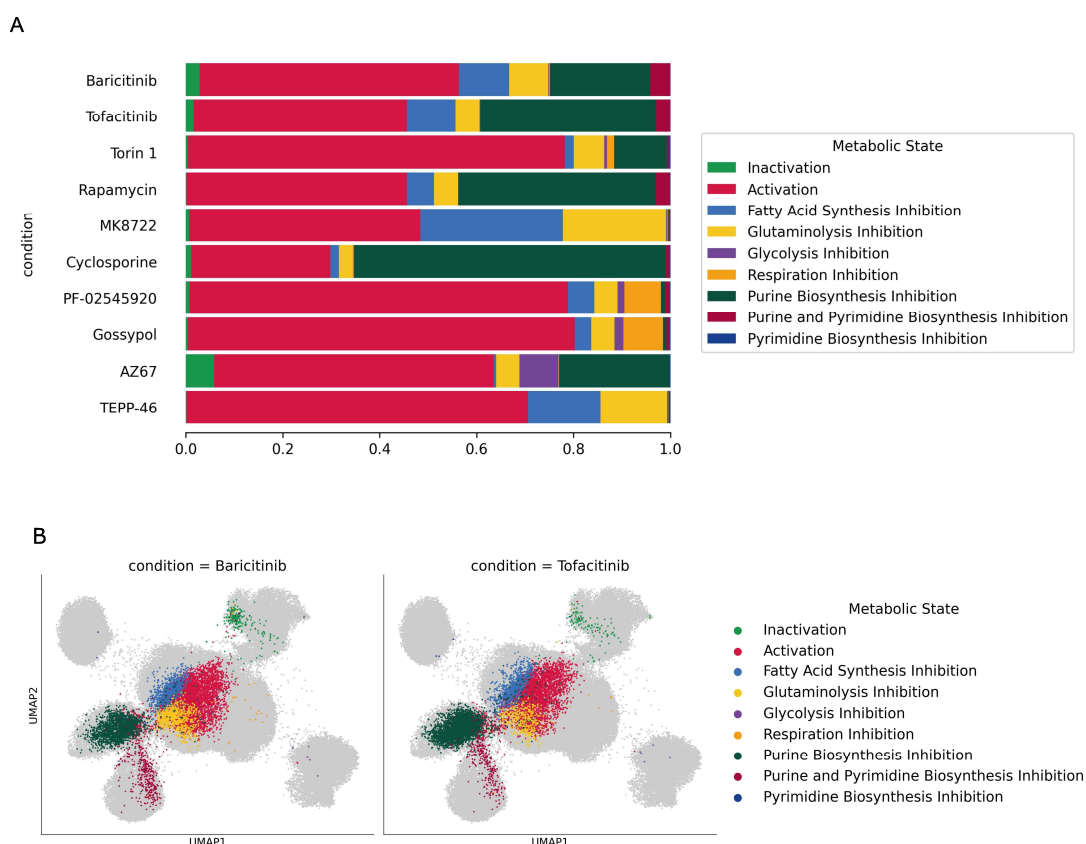 A
condition
Baricitinib
Tofacitinib
Torin 1
Rapamycin
MK8722
Cyclosporine
PF-02545920
Gossypol
AZ67
TEPP-46
0.0 0.2 0.4 0.6 0.8 1.0
Metabolic State
Inactivation
Activation
Fatty Acid Synthesis Inhibition
Glutaminolysis Inhibition
Glycolysis Inhibition
Respiration Inhibition
Purine Biosynthesis Inhibition
Purine and Pyrimidine Biosynthesis Inhibition
Pyrimidine Biosynthesis Inhibition
B
condition = Baricitinib
condition = Tofacitinib
UMAP2
UMAP1
UMAP1
Metabolic State
Inactivation
Activation
Fatty Acid Synthesis Inhibition
Glutaminolysis Inhibition
Glycolysis Inhibition
Respiration Inhibition
Purine Biosynthesis Inhibition
Purine and Pyrimidine Biosynthesis Inhibition
Pyrimidine Biosynthesis Inhibition